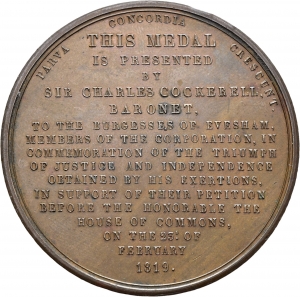 PARVA CONCORDIA CRESCUNT
THIS MEDAL
IS PRESENTED
BY
SIR CHARLES COCKERELL,
BARONET,
TO THE BURGESSES OF EVESHAM,
MEMBERS OF THE CORPORATION, IN
COMMEMORATION OF THE TRIUMPH
OF JUSTICE AND INDEPENDENCE
OBTAINED BY HIS EXERTIONS,
IN SUPPORT OF THEIR PETITION
BEFORE THE HONORABLE THE
HOUSE OF COMMONS,
ON THE 23. OF
FEBRUARY
1819.